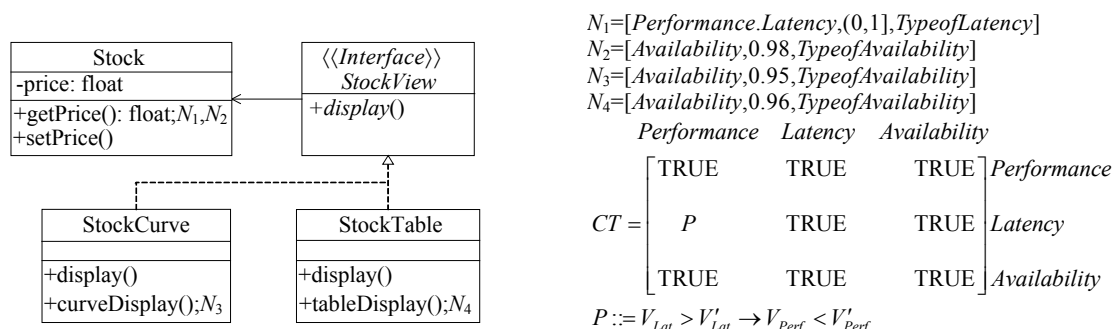 Stock
-price: float
+getPrice(): float;N₁,N₂
+setPrice()
⟨⟨Interface⟩⟩
StockView
+display()
StockCurve
+display()
+curveDisplay();N₃
StockTable
+display()
+tableDisplay();N₄
N₁=[Performance.Latency,(0,1],TypeofLatency]
N₂=[Availability,0.98,TypeofAvailability]
N₃=[Availability,0.95,TypeofAvailability]
N₄=[Availability,0.96,TypeofAvailability]
Performance Latency Availability
TRUE TRUE TRUE Performance
CT = P TRUE TRUE Latency
TRUE TRUE TRUE Availability
P ::= V_Lat > V′_Lat → V_Perf < V′_Perf